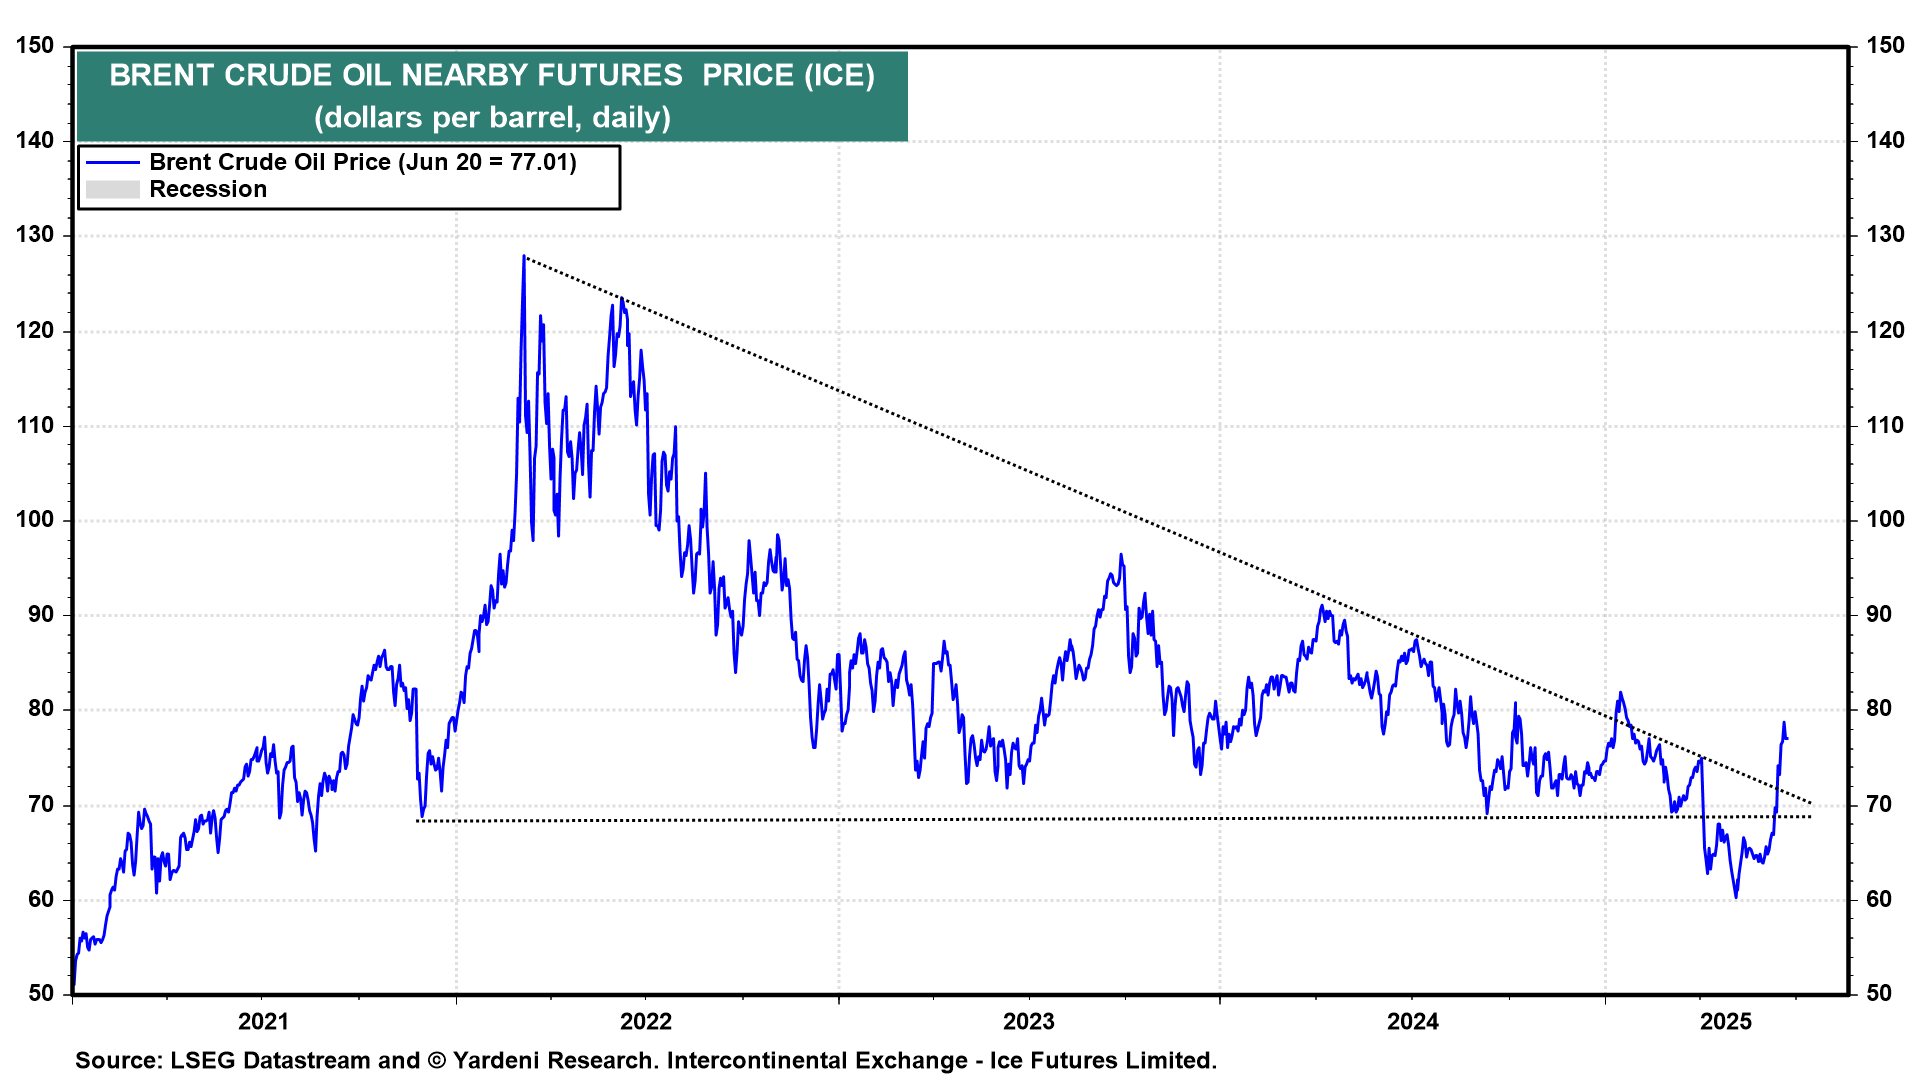 BRENT CRUDE OIL NEARBY FUTURES PRICE (ICE)
(dollars per barrel, daily)
Brent Crude Oil Price (Jun 20 = 77.01)
Recession
150 150
140 140
130 130
120 120
110 110
100 100
90 90
80 80
70 70
60 60
50 50
2021 2022 2023 2024 2025
Source: LSEG Datastream and © Yardeni Research. Intercontinental Exchange - Ice Futures Limited.